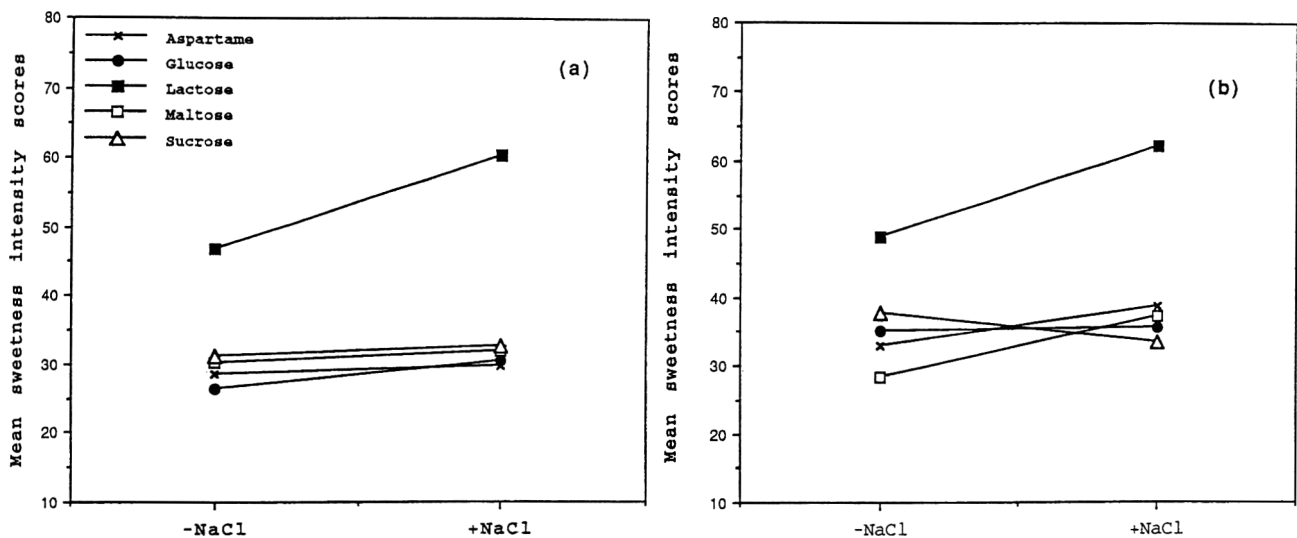 Mean sweetness intensity scores
80
70
60
50
40
30
20
10
Aspartame
Glucose
Lactose
Maltose
Sucrose
(a)
-NaCl
+NaCl
Mean sweetness intensity scores
80
70
60
50
40
30
20
10
(b)
-NaCl
+NaCl